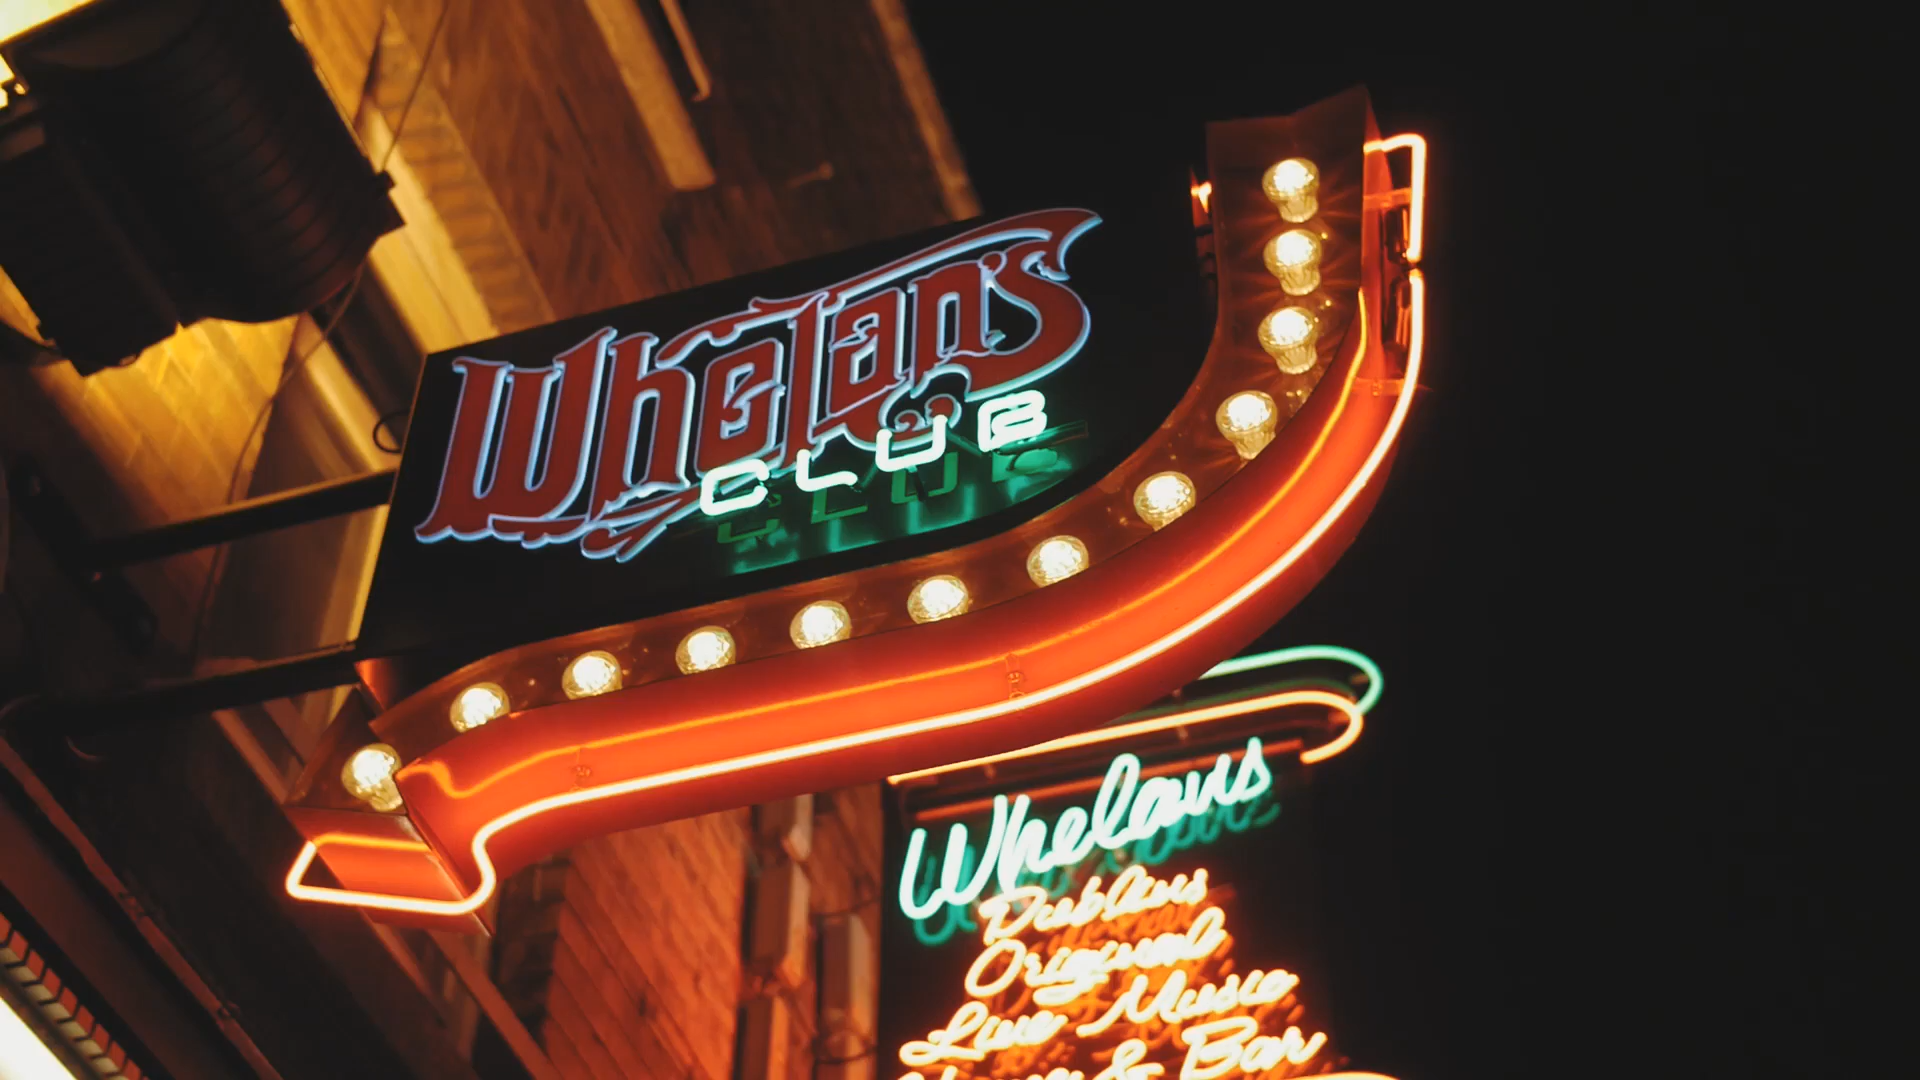 Whelan's
CLUB
Whelans
Dublins
Original
Live Music
& Bar